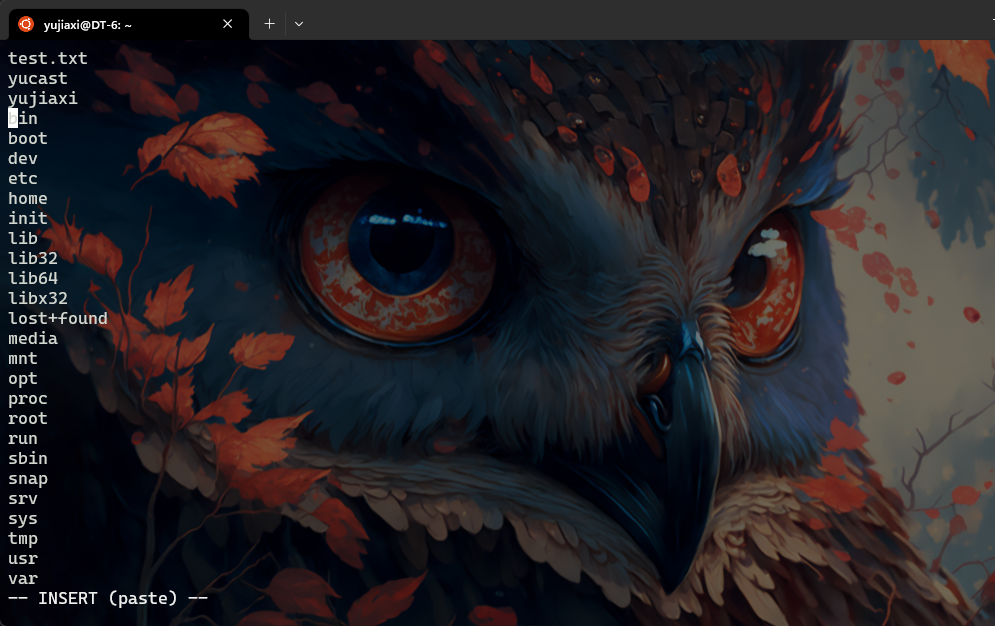 yujiaxi@DT-6: ~
test.txt
yucast
yujiaxi
bin
boot
dev
etc
home
init
lib
lib32
lib64
libx32
lost+found
media
mnt
opt
proc
root
run
sbin
snap
srv
sys
tmp
usr
var
-- INSERT (paste) --